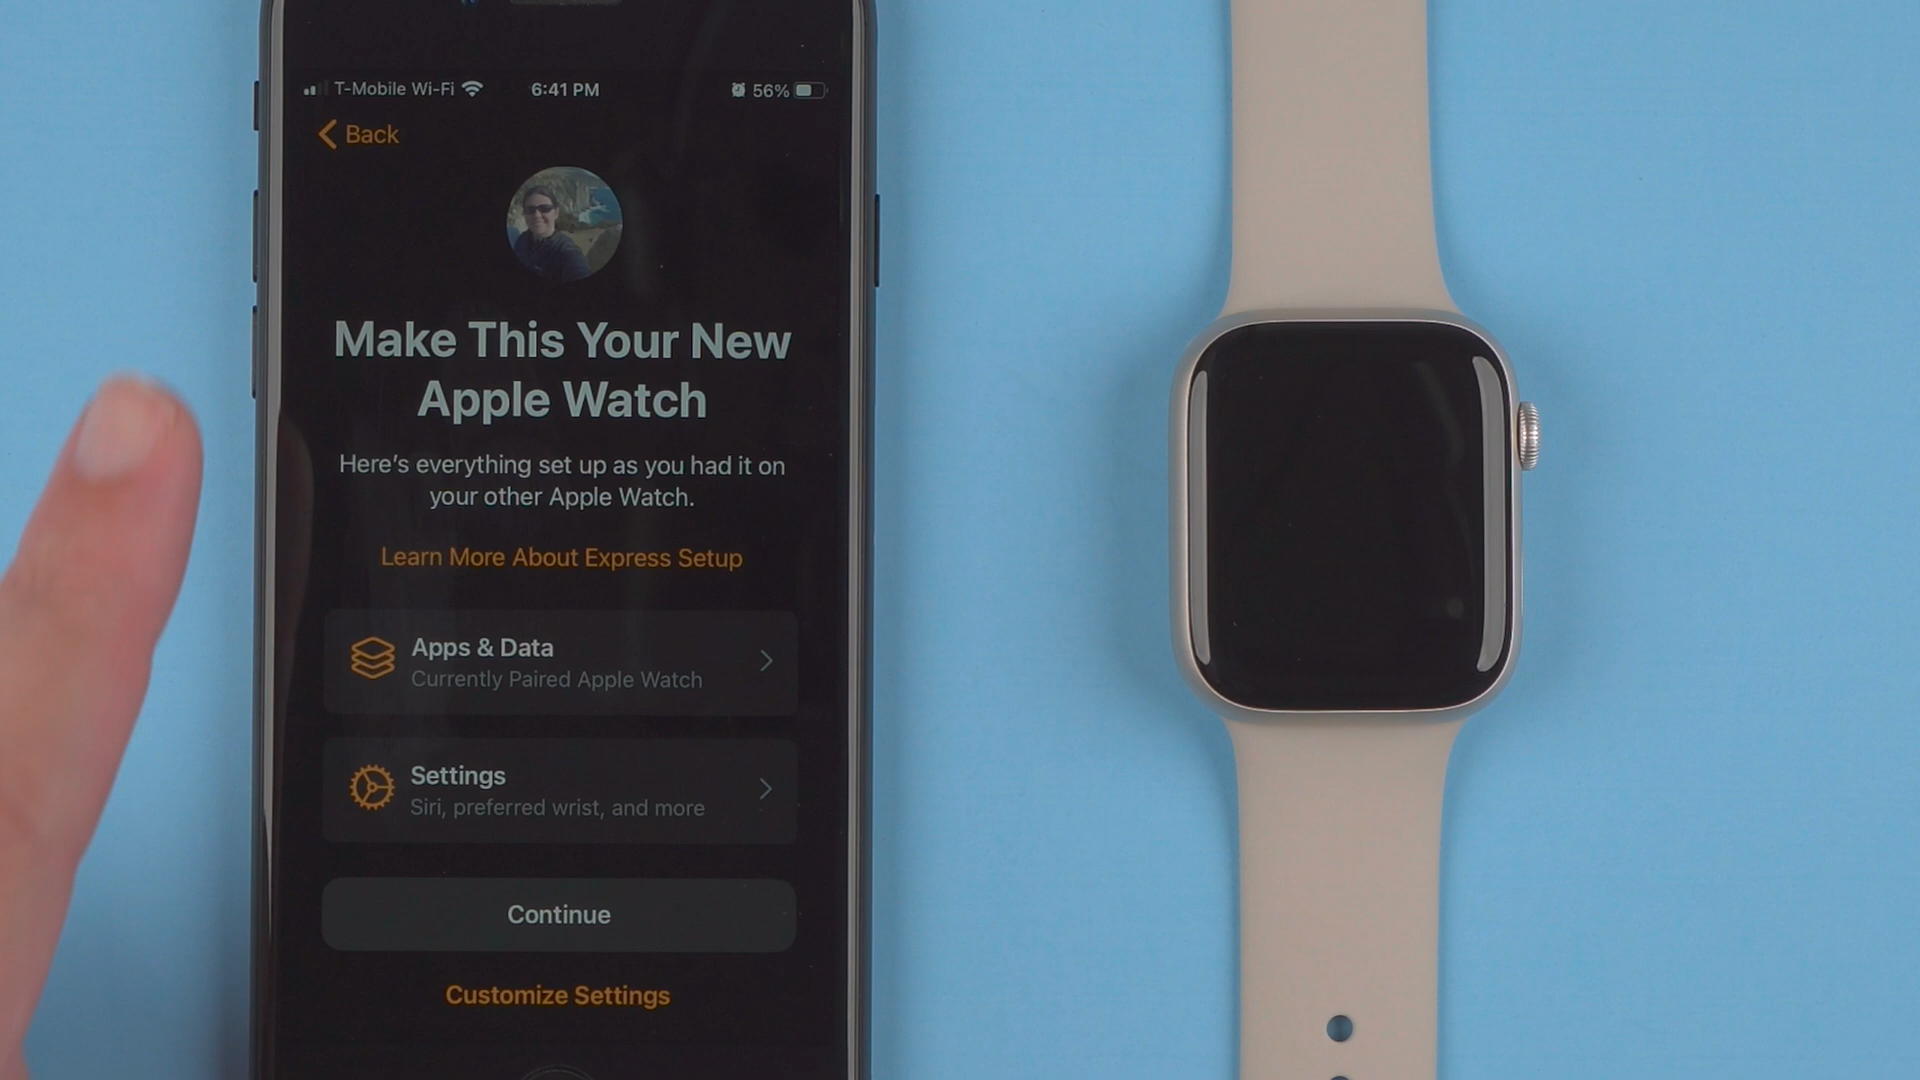 T-Mobile Wi-Fi 6:41 PM 56%
Back
Make This Your New
Apple Watch
Here's everything set up as you had it on
your other Apple Watch.
Learn More About Express Setup
Apps & Data
Currently Paired Apple Watch
Settings
Siri, preferred wrist, and more
Continue
Customize Settings